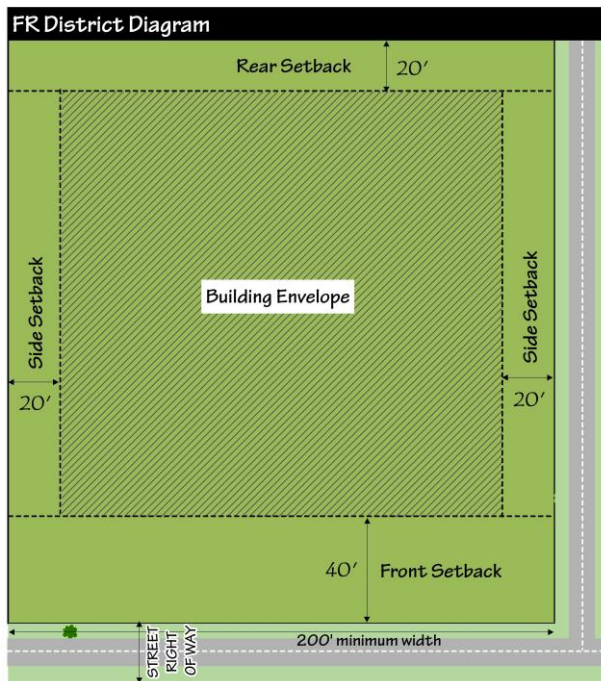 FR District Diagram
Rear Setback
20'
Side Setback
20'
Building Envelope
Side Setback
20'
40'
Front Setback
200' minimum width
STREET
RIGHT
OF WAY